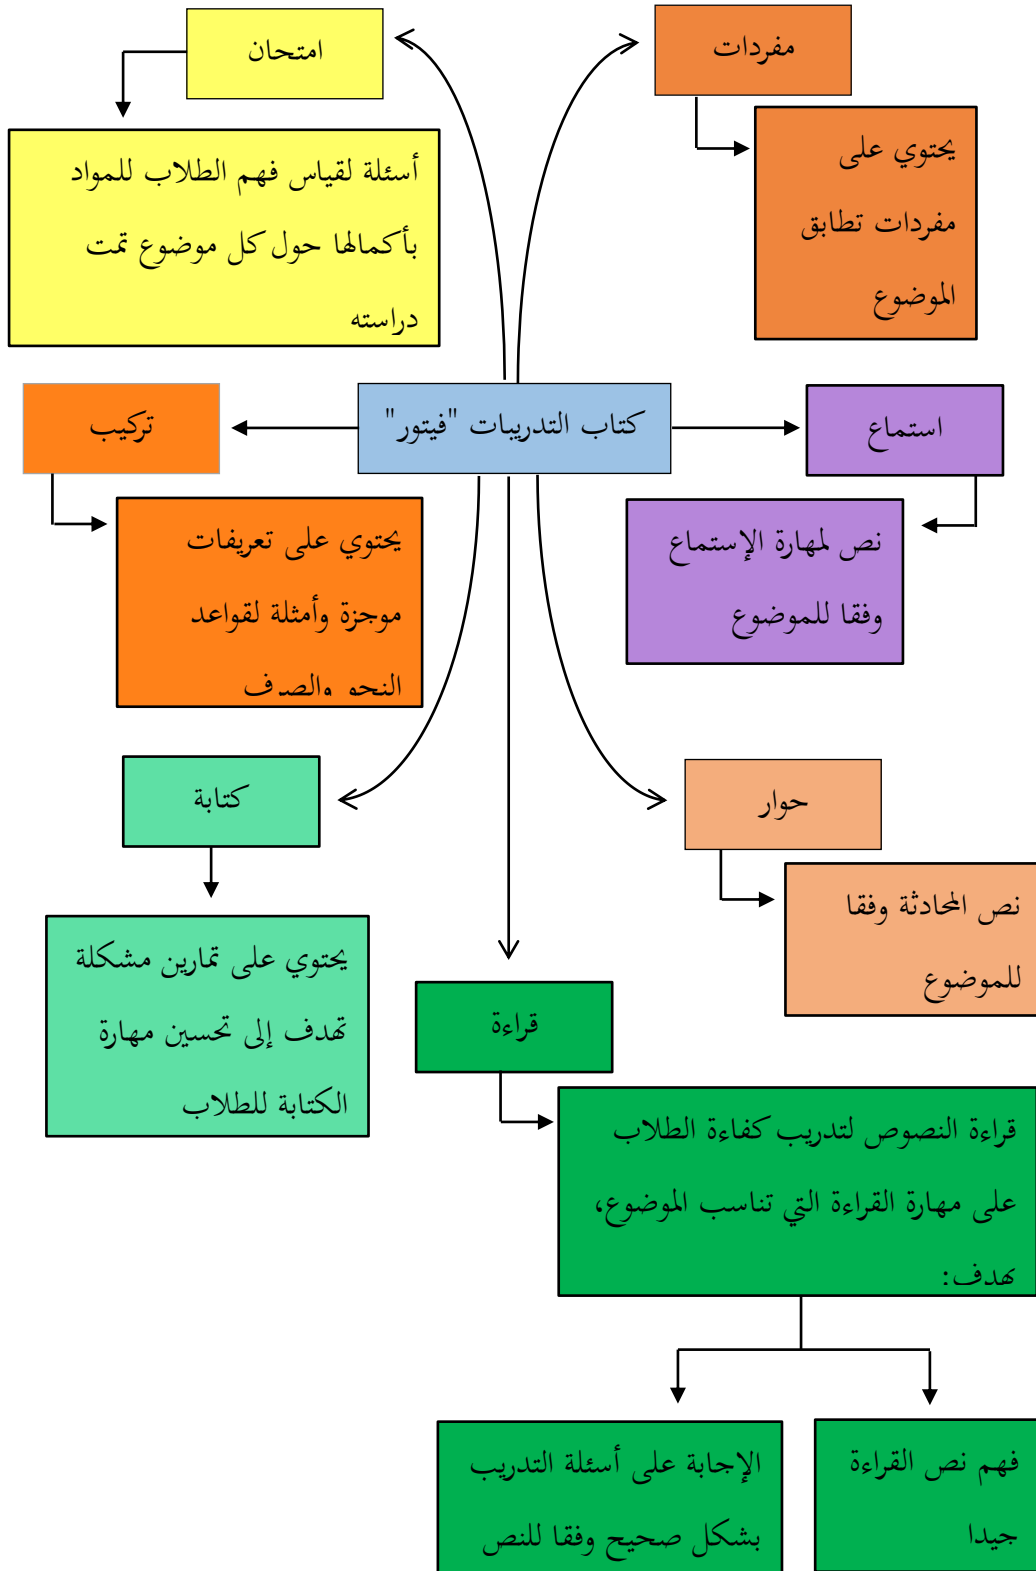 مفردات
امتحان
يحتوي على
مفردات تطابق
الموضوع
أسئلة لقياس فهم الطلاب للمواد
بأكمالها حول كل موضوع تمت
دراسته
كتاب التدريبات "فيتور"
استماع
تركيب
نص لمهارة الإستماع
وفقا للموضوع
يحتوي على تعريفات
موجزة وأمثلة لقواعد
النحو والصرف
حوار
كتابة
نص المحادثة وفقا
للموضوع
يحتوي على تمارين مشكلة
تهدف إلى تحسين مهارة
الكتابة للطلاب
قراءة
قراءة النصوص لتدريب كفاءة الطلاب
على مهارة القراءة التي تناسب الموضوع،
تهدف:
فهم نص القراءة
جيدا
الإجابة على أسئلة التدريب
بشكل صحيح وفقا للنص